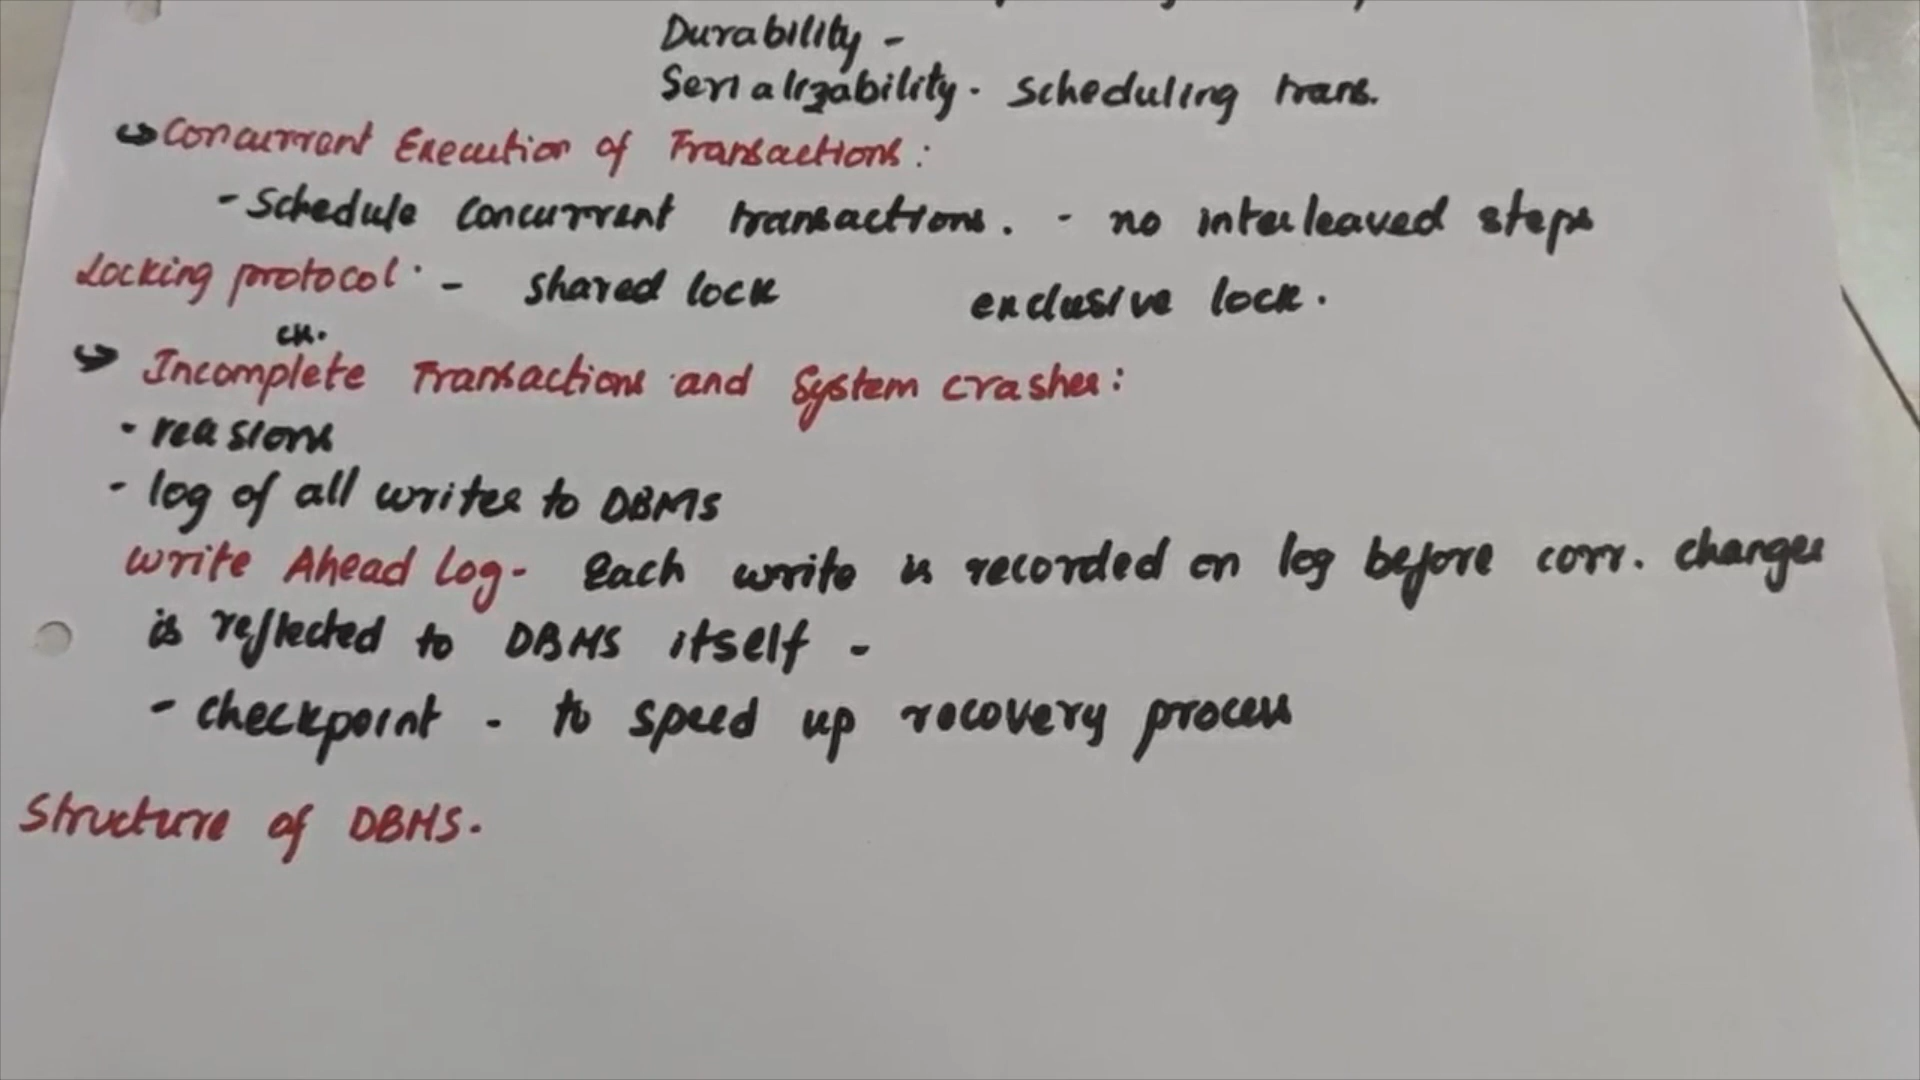 Durability -
Serializability. Scheduling trans.
Concurrent Execution of Transactions:
- Schedule concurrent transactions. - no interleaved steps
Locking protocol - shared lock exclusive lock.
Incomplete Transactions and System crashes:
- reasions
- log of all writes to DBMS
Write Ahead Log - Each write is recorded on log before corr. changes
is reflected to DBMS itself -
- checkpoint - to speed up recovery process
Structure of DBMS.